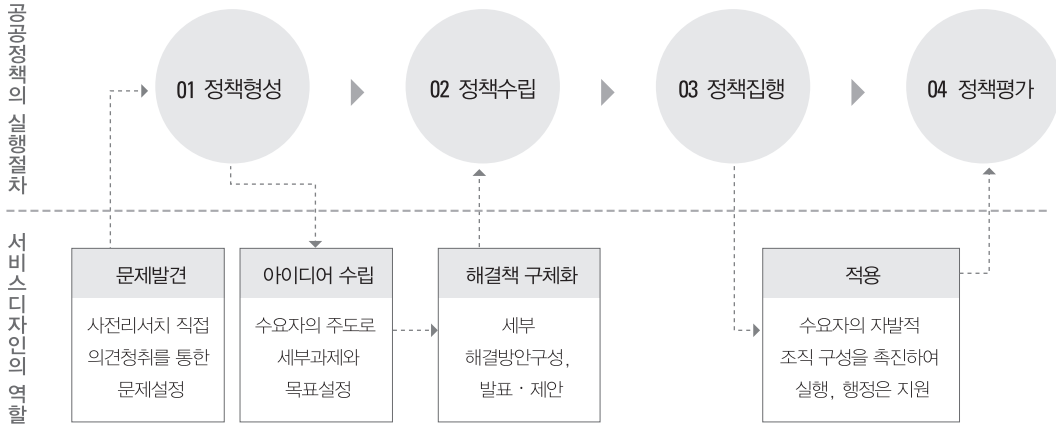 공공정책의 실행절차
01 정책형성
02 정책수립
03 정책집행
04 정책평가
서비스디자인의 역할
문제발견
사전리서치 직접
의견청취를 통한
문제설정
아이디어 수립
수요자의 주도로
세부과제와
목표설정
해결책 구체화
세부
해결방안구성,
발표 · 제안
적용
수요자의 자발적
조직 구성을 촉진하여
실행, 행정은 지원